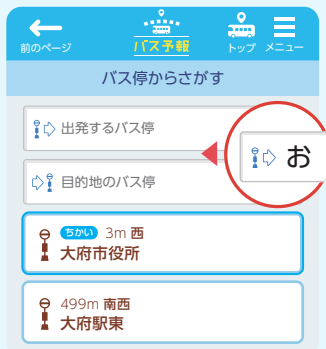 前のページ
バス予報
トップ
メニュー
バス停からさがす
出発するバス停
お
目的地のバス停
ちかい 3m 西
大府市役所
499m 南西
大府駅東